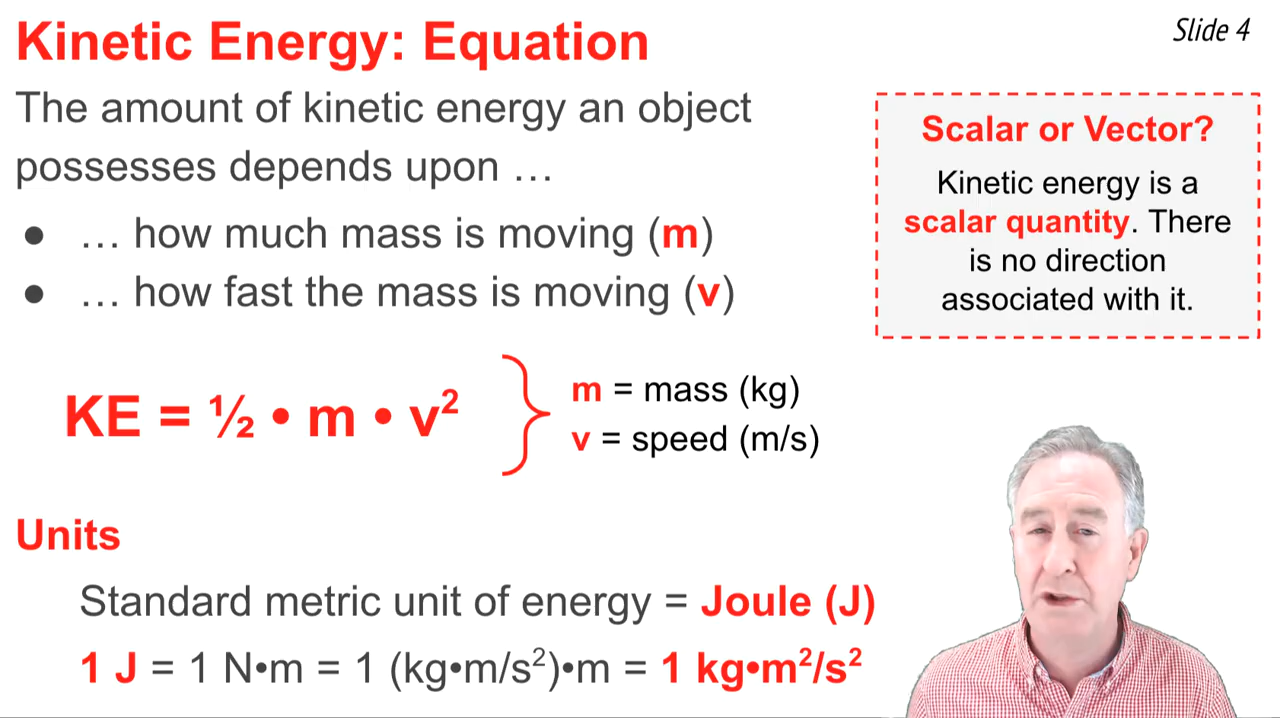 Kinetic Energy: Equation
Slide 4
The amount of kinetic energy an object
possesses depends upon …
● … how much mass is moving (m)
● … how fast the mass is moving (v)
Scalar or Vector?
Kinetic energy is a
scalar quantity. There
is no direction
associated with it.
KE = ½ • m • v²
m = mass (kg)
v = speed (m/s)
Units
Standard metric unit of energy = Joule (J)
1 J = 1 N•m = 1 (kg•m/s²)•m = 1 kg•m²/s²